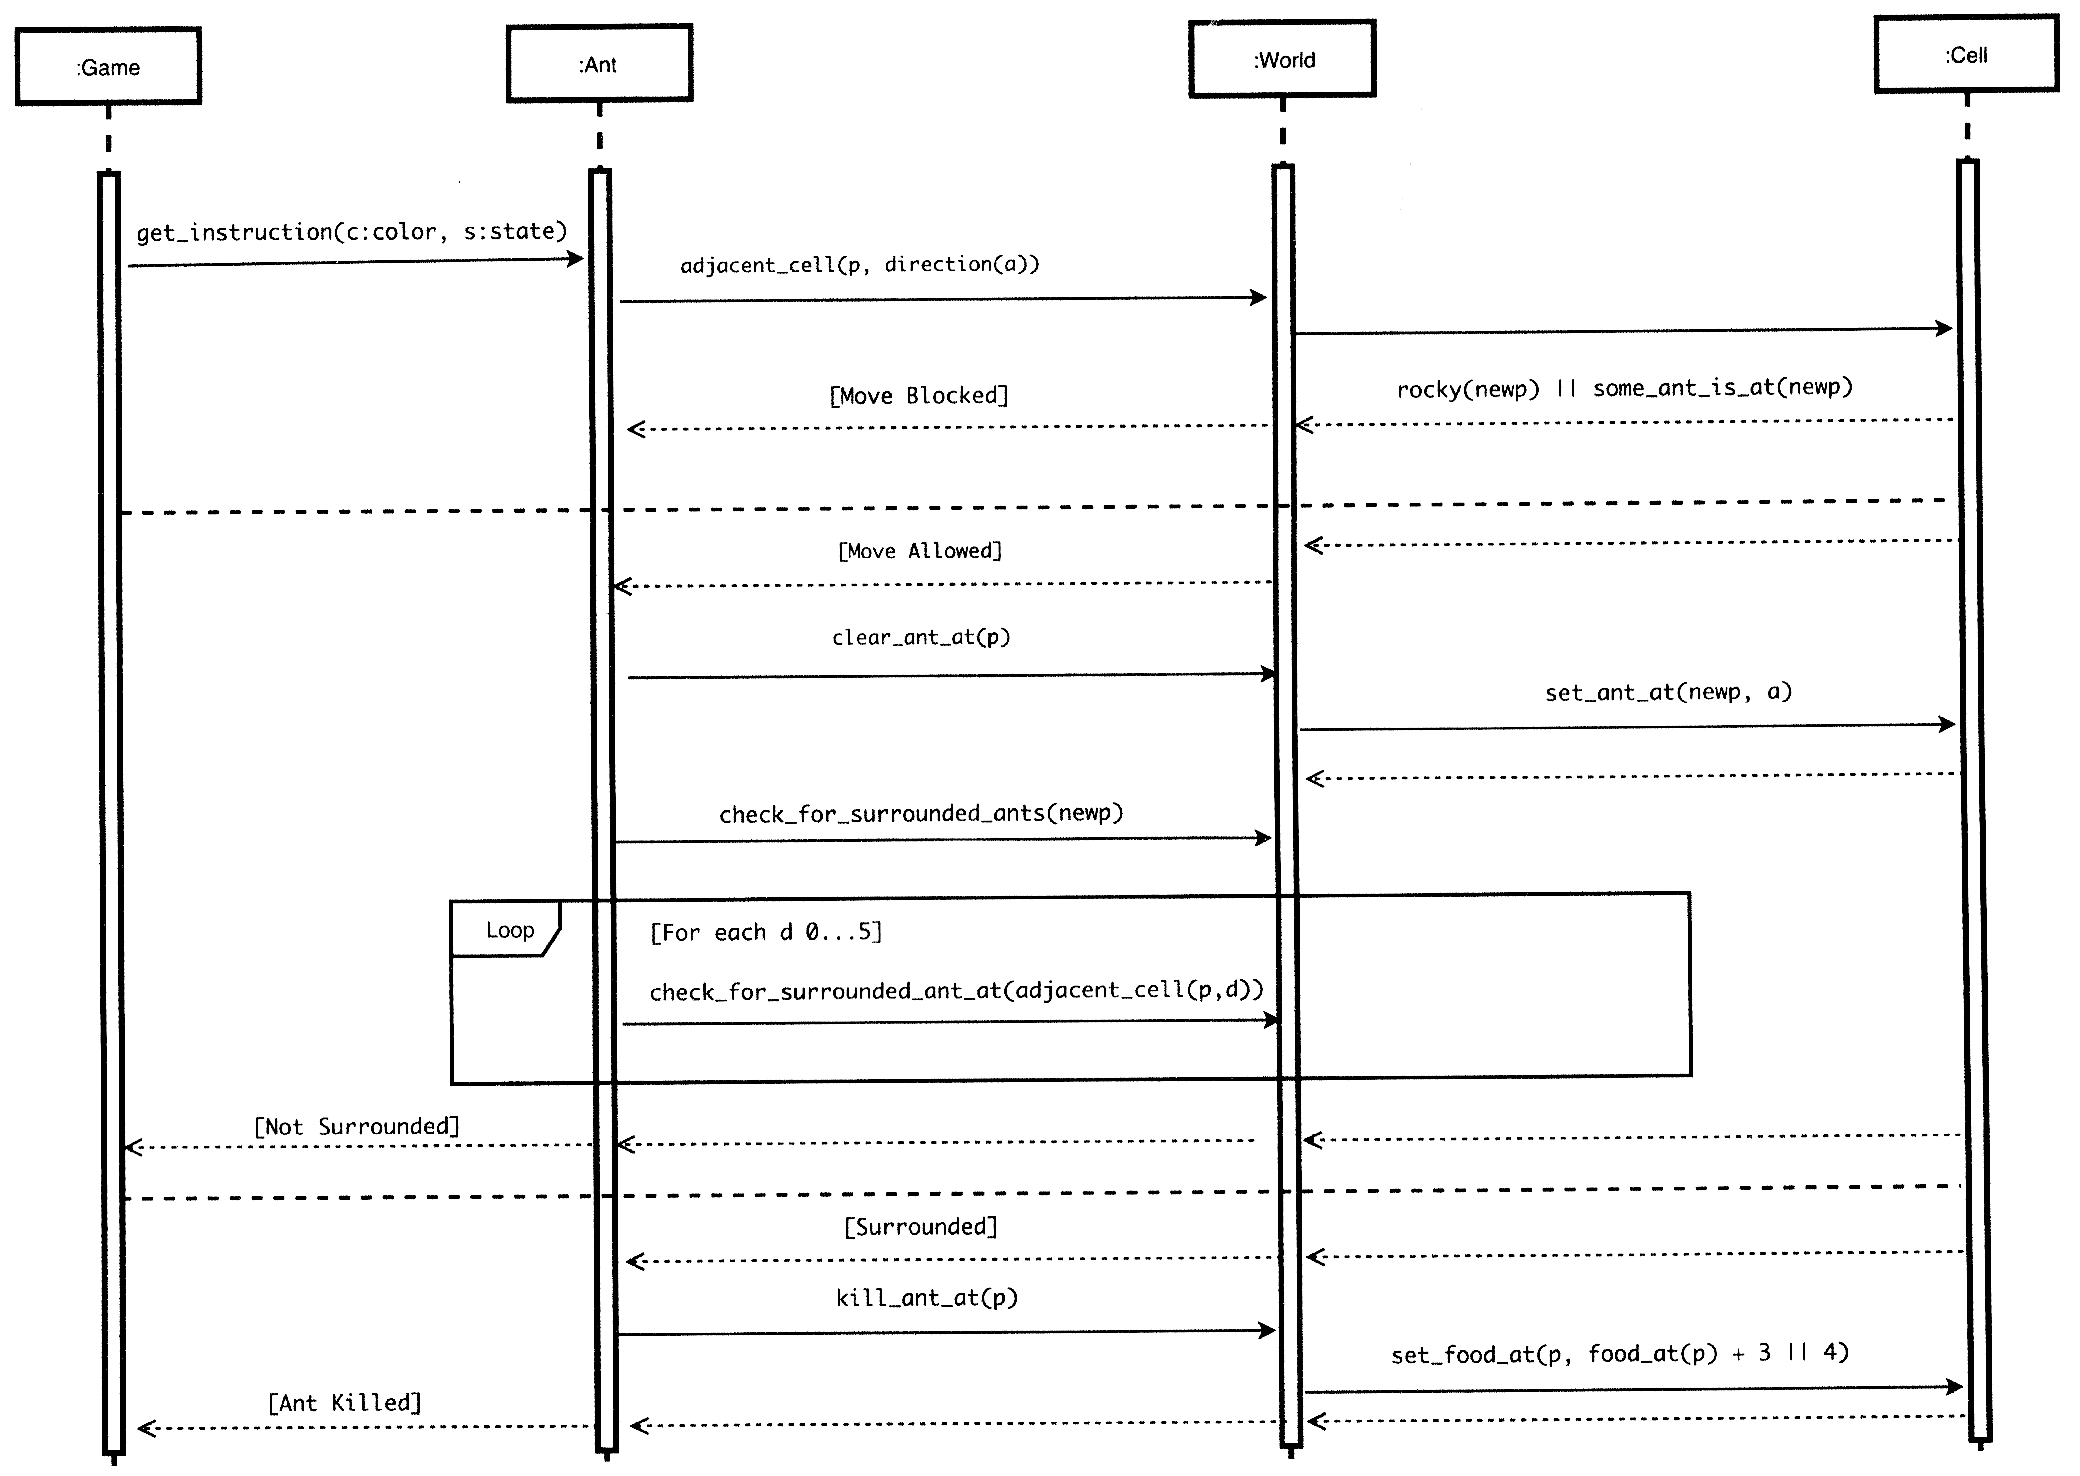 :Game
:Ant
:World
:Cell
get_instruction(c:color, s:state)
adjacent_cell(p, direction(a))
[Move Blocked]
rocky(newp) || some_ant_is_at(newp)
[Move Allowed]
clear_ant_at(p)
set_ant_at(newp, a)
check_for_surrounded_ants(newp)
Loop
[For each d 0...5]
check_for_surrounded_ant_at(adjacent_cell(p,d))
[Not Surrounded]
[Surrounded]
kill_ant_at(p)
set_food_at(p, food_at(p) + 3 || 4)
[Ant Killed]